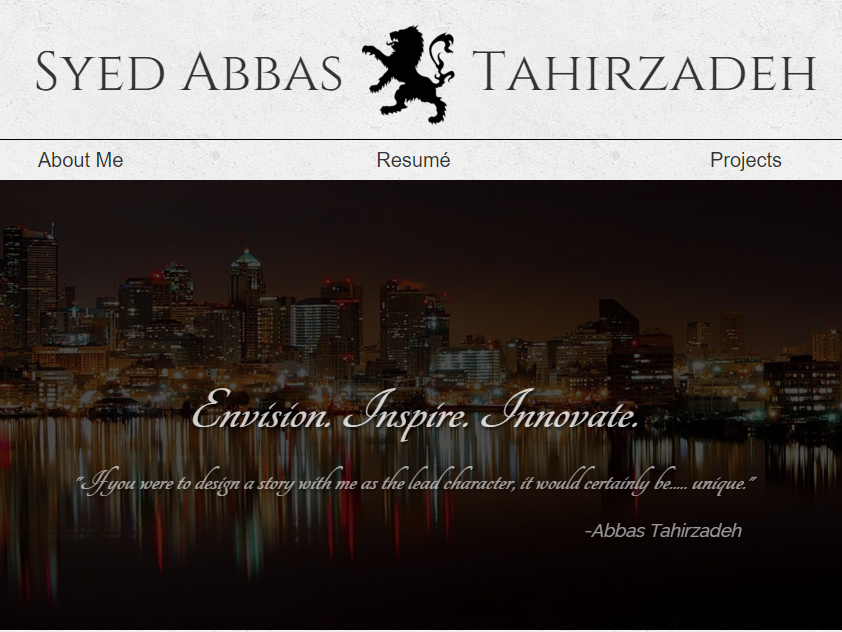 Syed Abbas Tahirzadeh
About Me Resumé Projects
Envision. Inspire. Innovate.
"If you were to design a story with me as the lead character, it would certainly be..... unique."
-Abbas Tahirzadeh